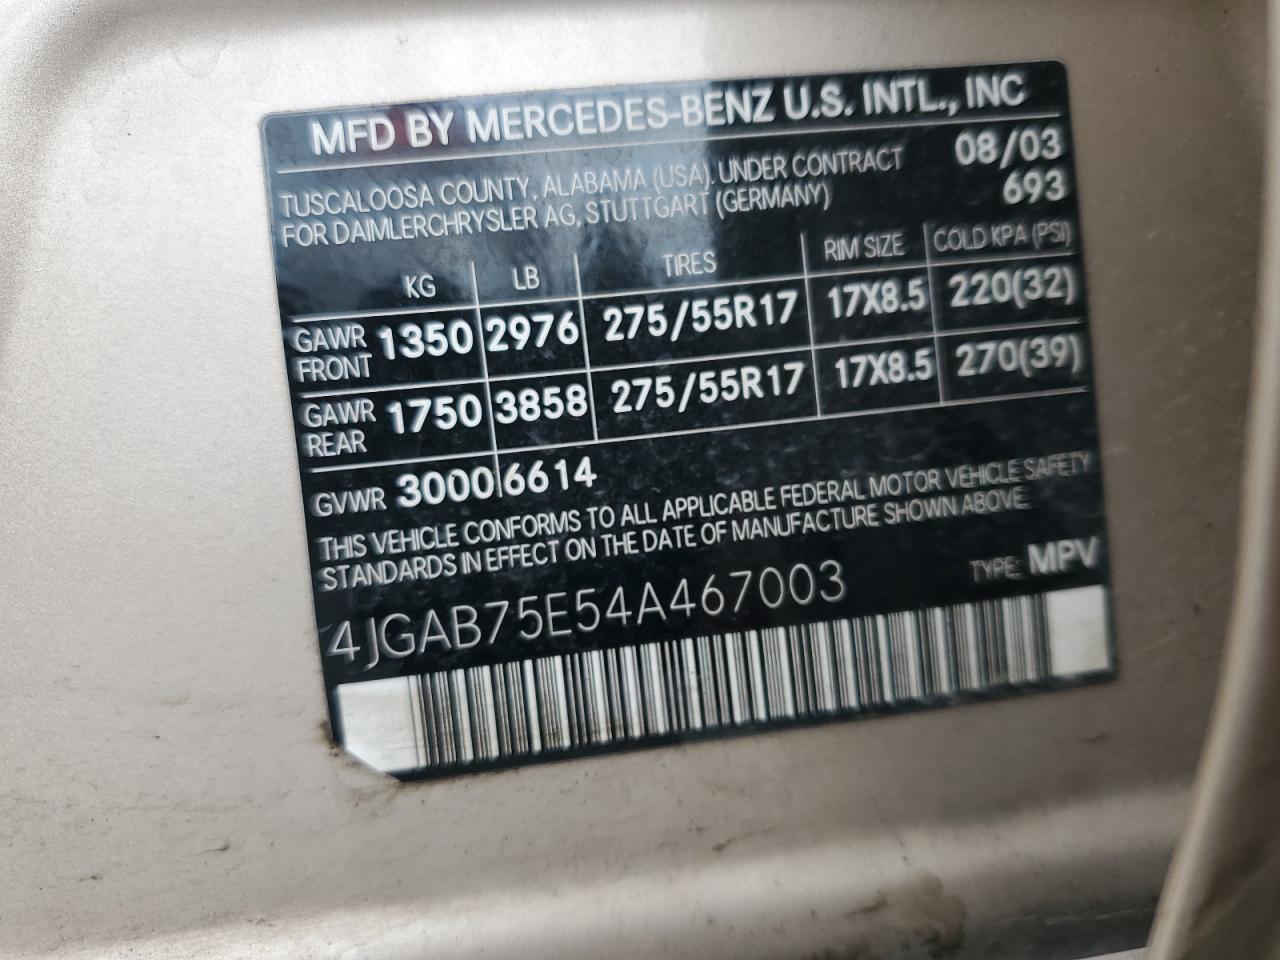 MFD BY MERCEDES-BENZ U.S. INTL., INC
TUSCALOOSA COUNTY, ALABAMA (USA). UNDER CONTRACT 08/03
FOR DAIMLERCHRYSLER AG, STUTTGART (GERMANY) 693
KG LB TIRES RIM SIZE COLD KPA (PSI)
GAWR FRONT 1350 2976 275/55R17 17X8.5 220(32)
GAWR REAR 1750 3858 275/55R17 17X8.5 270(39)
GVWR 3000 6614
THIS VEHICLE CONFORMS TO ALL APPLICABLE FEDERAL MOTOR VEHICLE SAFETY
STANDARDS IN EFFECT ON THE DATE OF MANUFACTURE SHOWN ABOVE.
4JGAB75E54A467003 TYPE: MPV